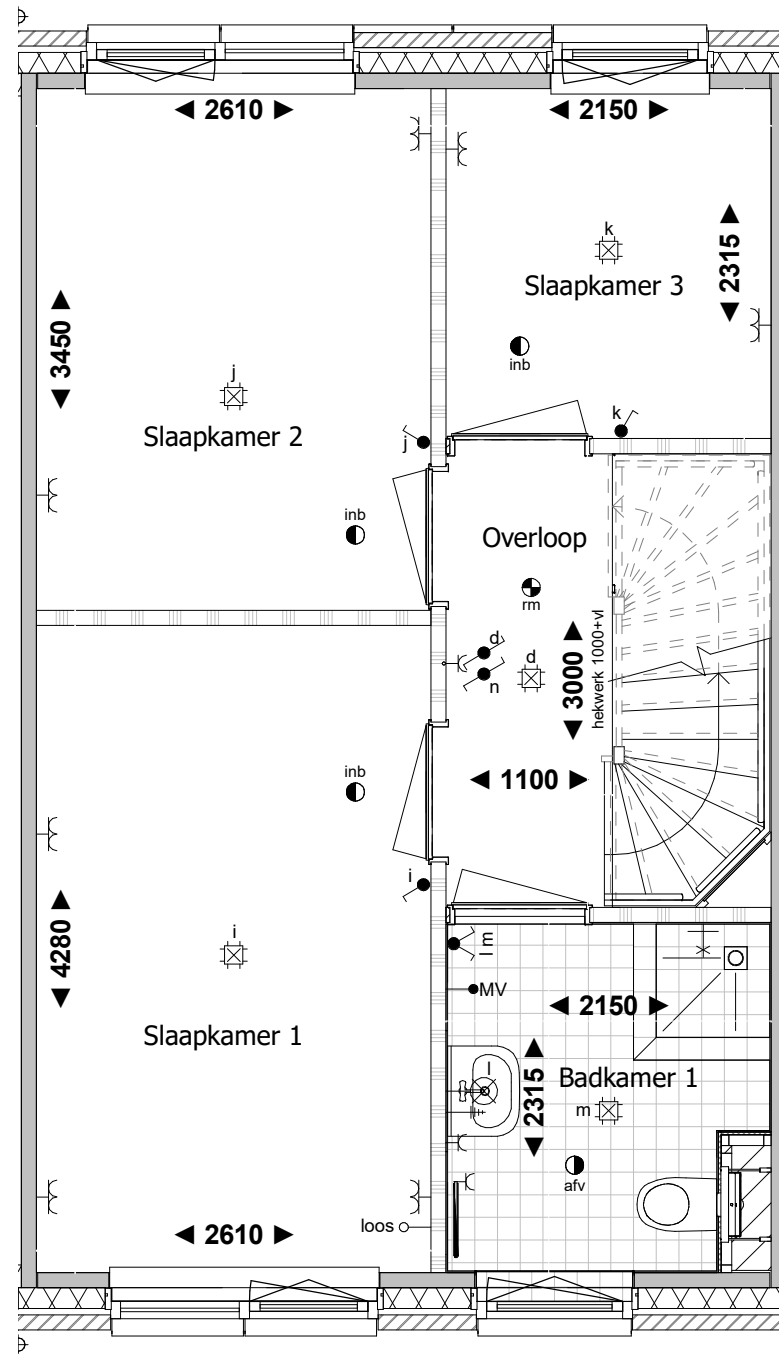 2610
2150
k
Slaapkamer 3
2315
inb
k
3450
j
Slaapkamer 2
j
inb
Overloop
rm
d
n
d
3000
hekwerk 1000+vl
1100
inb
i
4280
i
Slaapkamer 1
l m
MV
2150
l
2315
Badkamer 1
m
afv
loos
2610